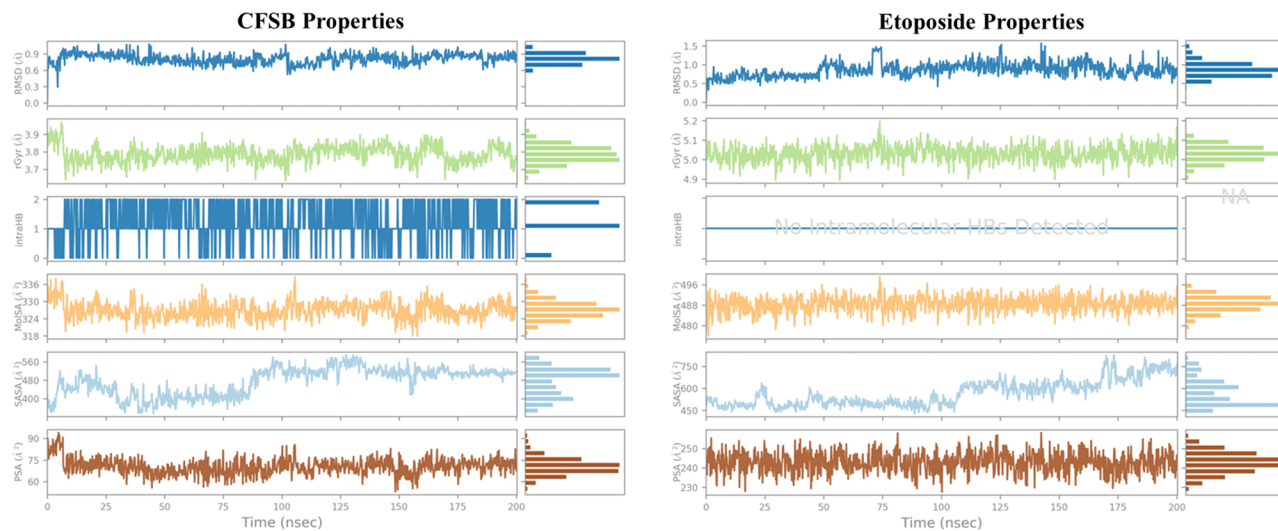 CFSB Properties
RMSD (Å)
0.9
0.6
0.3
0.0
rGyr (Å)
3.9
3.8
3.7
intraHB
2
1
0
MolSA (Å²)
336
330
324
318
SASA (Å²)
560
480
400
PSA (Å²)
90
75
60
0 25 50 75 100 125 150 175 200
Time (nsec)
Etoposide Properties
RMSD (Å)
1.5
1.0
0.5
0.0
rGyr (Å)
5.2
5.1
5.0
4.9
intraHB
No Intramolecular HBs Detected
NA
MolSA (Å²)
496
488
480
SASA (Å²)
750
600
450
PSA (Å²)
250
240
230
0 25 50 75 100 125 150 175 200
Time (nsec)